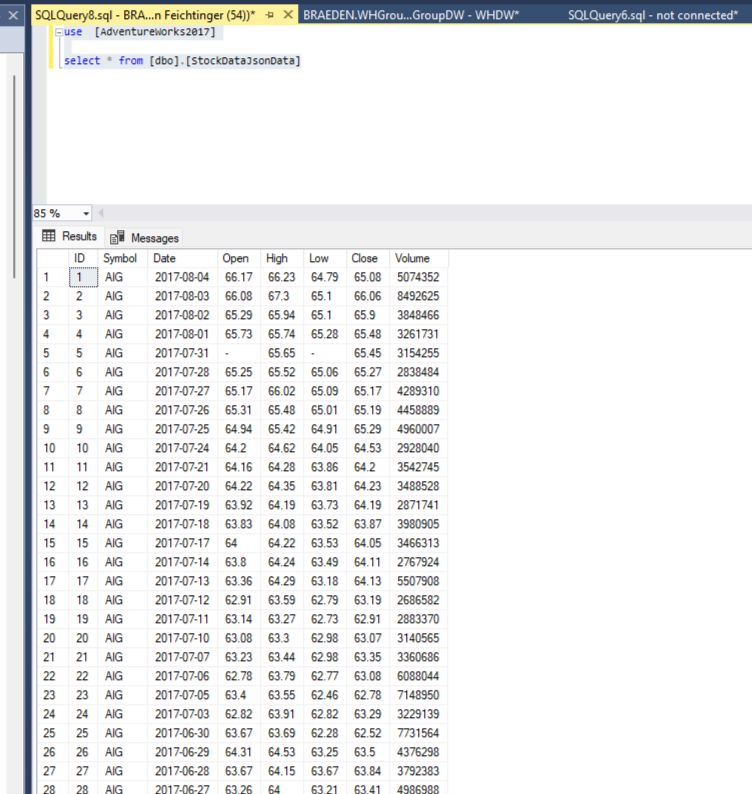 SQLQuery8.sql - BRA...n Feichtinger (54))* BRAEDEN.WHGrou...GroupDW - WHDW* SQLQuery6.sql - not connected*
use [AdventureWorks2017]
select * from [dbo].[StockDataJsonData]
85 %
Results Messages
ID Symbol Date Open High Low Close Volume
1 1 AIG 2017-08-04 66.17 66.23 64.79 65.08 5074352
2 2 AIG 2017-08-03 66.08 67.3 65.1 66.06 8492625
3 3 AIG 2017-08-02 65.29 65.94 65.1 65.9 3848466
4 4 AIG 2017-08-01 65.73 65.74 65.28 65.48 3261731
5 5 AIG 2017-07-31 - 65.65 - 65.45 3154255
6 6 AIG 2017-07-28 65.25 65.52 65.06 65.27 2838484
7 7 AIG 2017-07-27 65.17 66.02 65.09 65.17 4289310
8 8 AIG 2017-07-26 65.31 65.48 65.01 65.19 4458889
9 9 AIG 2017-07-25 64.94 65.42 64.91 65.29 4960007
10 10 AIG 2017-07-24 64.2 64.62 64.05 64.53 2928040
11 11 AIG 2017-07-21 64.16 64.28 63.86 64.2 3542745
12 12 AIG 2017-07-20 64.22 64.35 63.81 64.23 3488528
13 13 AIG 2017-07-19 63.92 64.19 63.73 64.19 2871741
14 14 AIG 2017-07-18 63.83 64.08 63.52 63.87 3980905
15 15 AIG 2017-07-17 64 64.22 63.53 64.05 3466313
16 16 AIG 2017-07-14 63.8 64.24 63.49 64.11 2767924
17 17 AIG 2017-07-13 63.36 64.29 63.18 64.13 5507908
18 18 AIG 2017-07-12 62.91 63.59 62.79 63.19 2686582
19 19 AIG 2017-07-11 63.14 63.27 62.73 62.91 2883370
20 20 AIG 2017-07-10 63.08 63.3 62.98 63.07 3140565
21 21 AIG 2017-07-07 63.23 63.44 62.98 63.35 3360686
22 22 AIG 2017-07-06 62.78 63.79 62.77 63.08 6088044
23 23 AIG 2017-07-05 63.4 63.55 62.46 62.78 7148950
24 24 AIG 2017-07-03 62.82 63.91 62.82 63.29 3229139
25 25 AIG 2017-06-30 63.67 63.69 62.28 62.52 7731564
26 26 AIG 2017-06-29 64.31 64.53 63.25 63.5 4376298
27 27 AIG 2017-06-28 63.67 64.15 63.67 63.84 3792383
28 28 AIG 2017-06-27 63.26 64 63.21 63.41 4986988